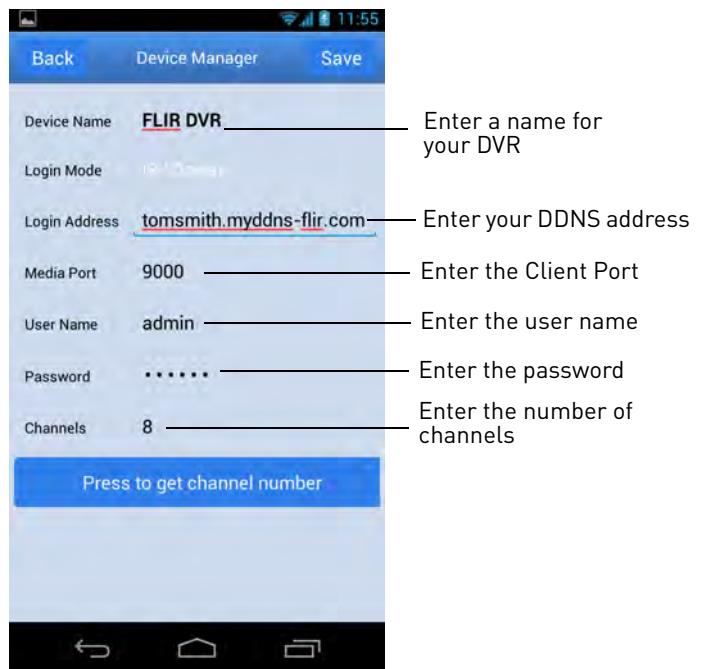 11:55
Back Device Manager Save
Device Name FLIR DVR
Enter a name for
your DVR
Login Mode
Login Address tomsmith.myddns-flir.com
Enter your DDNS address
Media Port 9000
Enter the Client Port
User Name admin
Enter the user name
Password ••••••
Enter the password
Channels 8
Enter the number of
channels
Press to get channel number